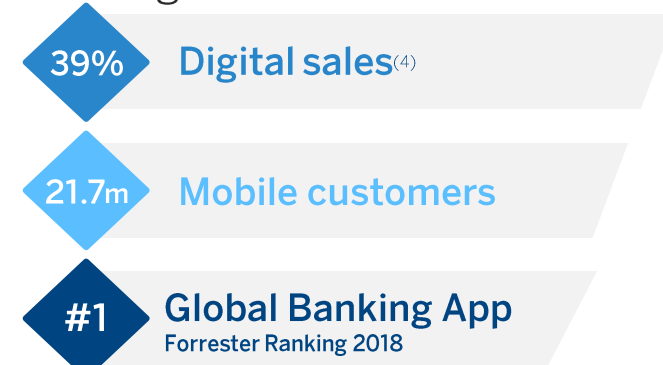 39% Digital sales(4)
21.7m Mobile customers
#1 Global Banking App
Forrester Ranking 2018